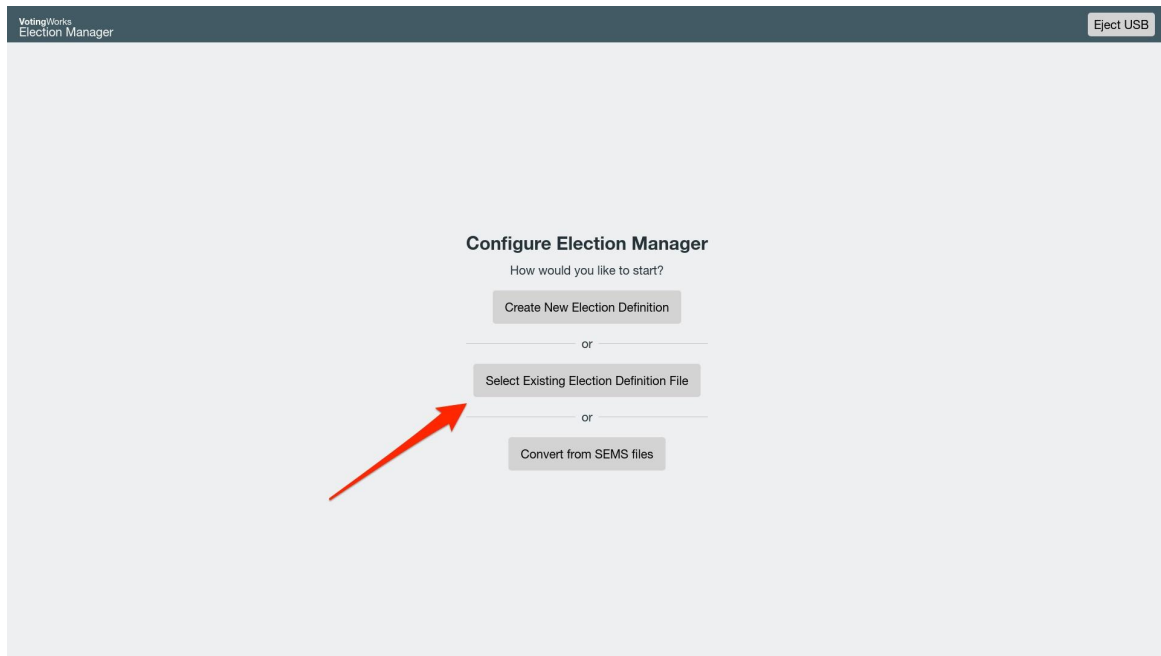 VotingWorks
Election Manager
Eject USB
Configure Election Manager
How would you like to start?
Create New Election Definition
or
Select Existing Election Definition File
or
Convert from SEMS files